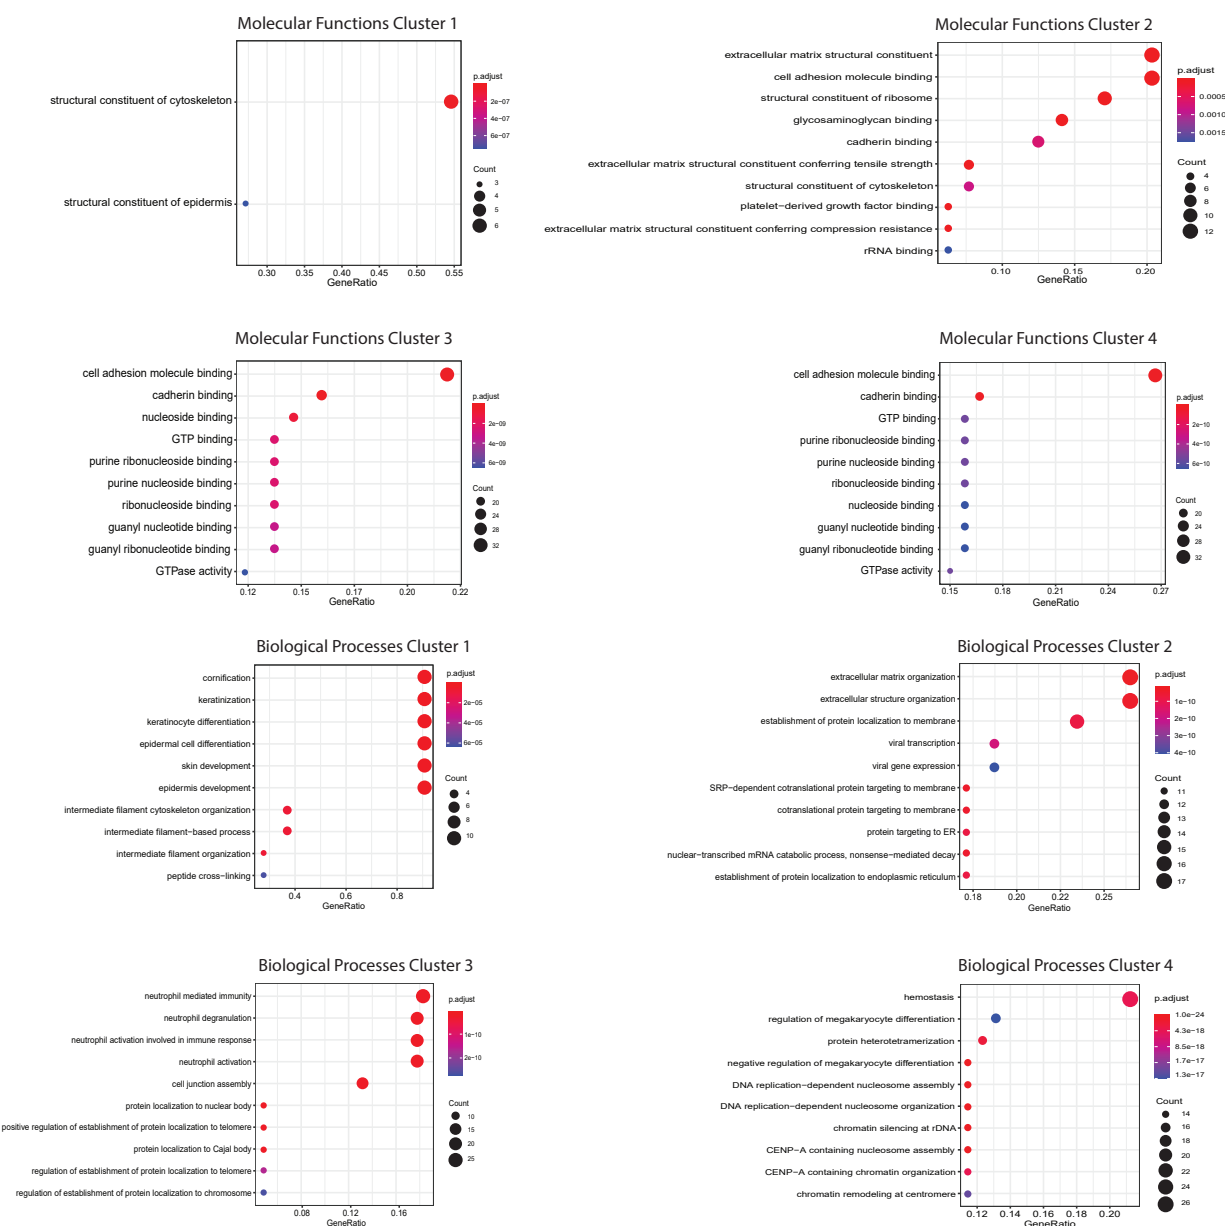 Molecular Functions Cluster 1
structural constituent of cytoskeleton
structural constituent of epidermis
0.30 0.35 0.40 0.45 0.50 0.55
GeneRatio
p.adjust
2e−07
4e−07
6e−07
Count
3
4
5
6
Molecular Functions Cluster 2
extracellular matrix structural constituent
cell adhesion molecule binding
structural constituent of ribosome
glycosaminoglycan binding
cadherin binding
extracellular matrix structural constituent conferring tensile strength
structural constituent of cytoskeleton
platelet−derived growth factor binding
extracellular matrix structural constituent conferring compression resistance
rRNA binding
0.10 0.15 0.20
GeneRatio
p.adjust
0.0005
0.0010
0.0015
Count
4
6
8
10
12
Molecular Functions Cluster 3
cell adhesion molecule binding
cadherin binding
nucleoside binding
GTP binding
purine ribonucleoside binding
purine nucleoside binding
ribonucleoside binding
guanyl nucleotide binding
guanyl ribonucleotide binding
GTPase activity
0.12 0.15 0.17 0.20 0.22
GeneRatio
p.adjust
2e−09
4e−09
6e−09
Count
20
24
28
32
Molecular Functions Cluster 4
cell adhesion molecule binding
cadherin binding
GTP binding
purine ribonucleoside binding
purine nucleoside binding
ribonucleoside binding
nucleoside binding
guanyl nucleotide binding
guanyl ribonucleotide binding
GTPase activity
0.15 0.18 0.21 0.24 0.27
GeneRatio
p.adjust
2e−10
4e−10
6e−10
Count
20
24
28
32
Biological Processes Cluster 1
cornification
keratinization
keratinocyte differentiation
epidermal cell differentiation
skin development
epidermis development
intermediate filament cytoskeleton organization
intermediate filament−based process
intermediate filament organization
peptide cross−linking
0.4 0.6 0.8
GeneRatio
p.adjust
2e−05
4e−05
6e−05
Count
4
6
8
10
Biological Processes Cluster 2
extracellular matrix organization
extracellular structure organization
establishment of protein localization to membrane
viral transcription
viral gene expression
SRP−dependent cotranslational protein targeting to membrane
cotranslational protein targeting to membrane
protein targeting to ER
nuclear−transcribed mRNA catabolic process, nonsense−mediated decay
establishment of protein localization to endoplasmic reticulum
0.18 0.20 0.22 0.25
GeneRatio
p.adjust
1e−10
2e−10
3e−10
4e−10
Count
11
12
13
14
15
16
17
Biological Processes Cluster 3
neutrophil mediated immunity
neutrophil degranulation
neutrophil activation involved in immune response
neutrophil activation
cell junction assembly
protein localization to nuclear body
positive regulation of establishment of protein localization to telomere
protein localization to Cajal body
regulation of establishment of protein localization to telomere
regulation of establishment of protein localization to chromosome
0.08 0.12 0.16
GeneRatio
p.adjust
1e−10
2e−10
Count
10
15
20
25
Biological Processes Cluster 4
hemostasis
regulation of megakaryocyte differentiation
protein heterotetramerization
negative regulation of megakaryocyte differentiation
DNA replication−dependent nucleosome assembly
DNA replication−dependent nucleosome organization
chromatin silencing at rDNA
CENP−A containing nucleosome assembly
CENP−A containing chromatin organization
chromatin remodeling at centromere
0.12 0.14 0.16 0.18 0.20
GeneRatio
p.adjust
1.0e−24
4.3e−18
8.5e−18
1.7e−17
1.3e−17
Count
14
16
18
20
22
24
26